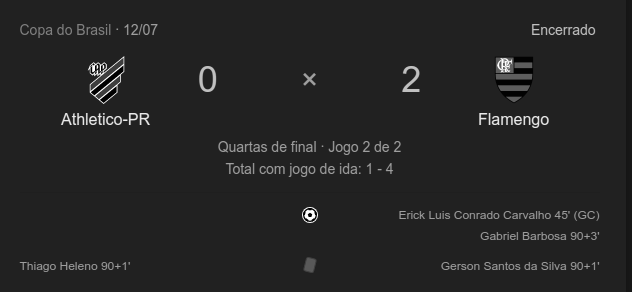 Copa do Brasil · 12/07 Encerrado
CAP CRF
0 × 2
Athletico-PR Flamengo
Quartas de final · Jogo 2 de 2
Total com jogo de ida: 1 - 4
Erick Luis Conrado Carvalho 45' (GC)
Gabriel Barbosa 90+3'
Thiago Heleno 90+1' Gerson Santos da Silva 90+1'